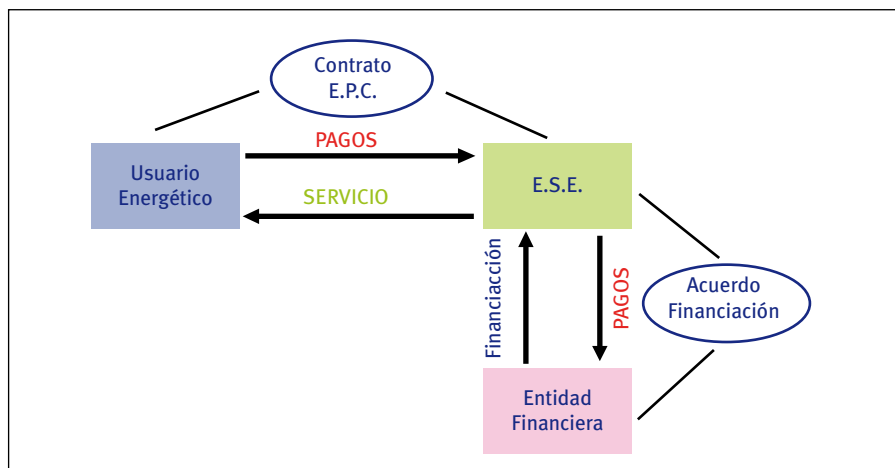 Contrato
E.P.C.
PAGOS
Usuario
Energético
E.S.E.
SERVICIO
Financiacción
PAGOS
Acuerdo
Financiación
Entidad
Financiera